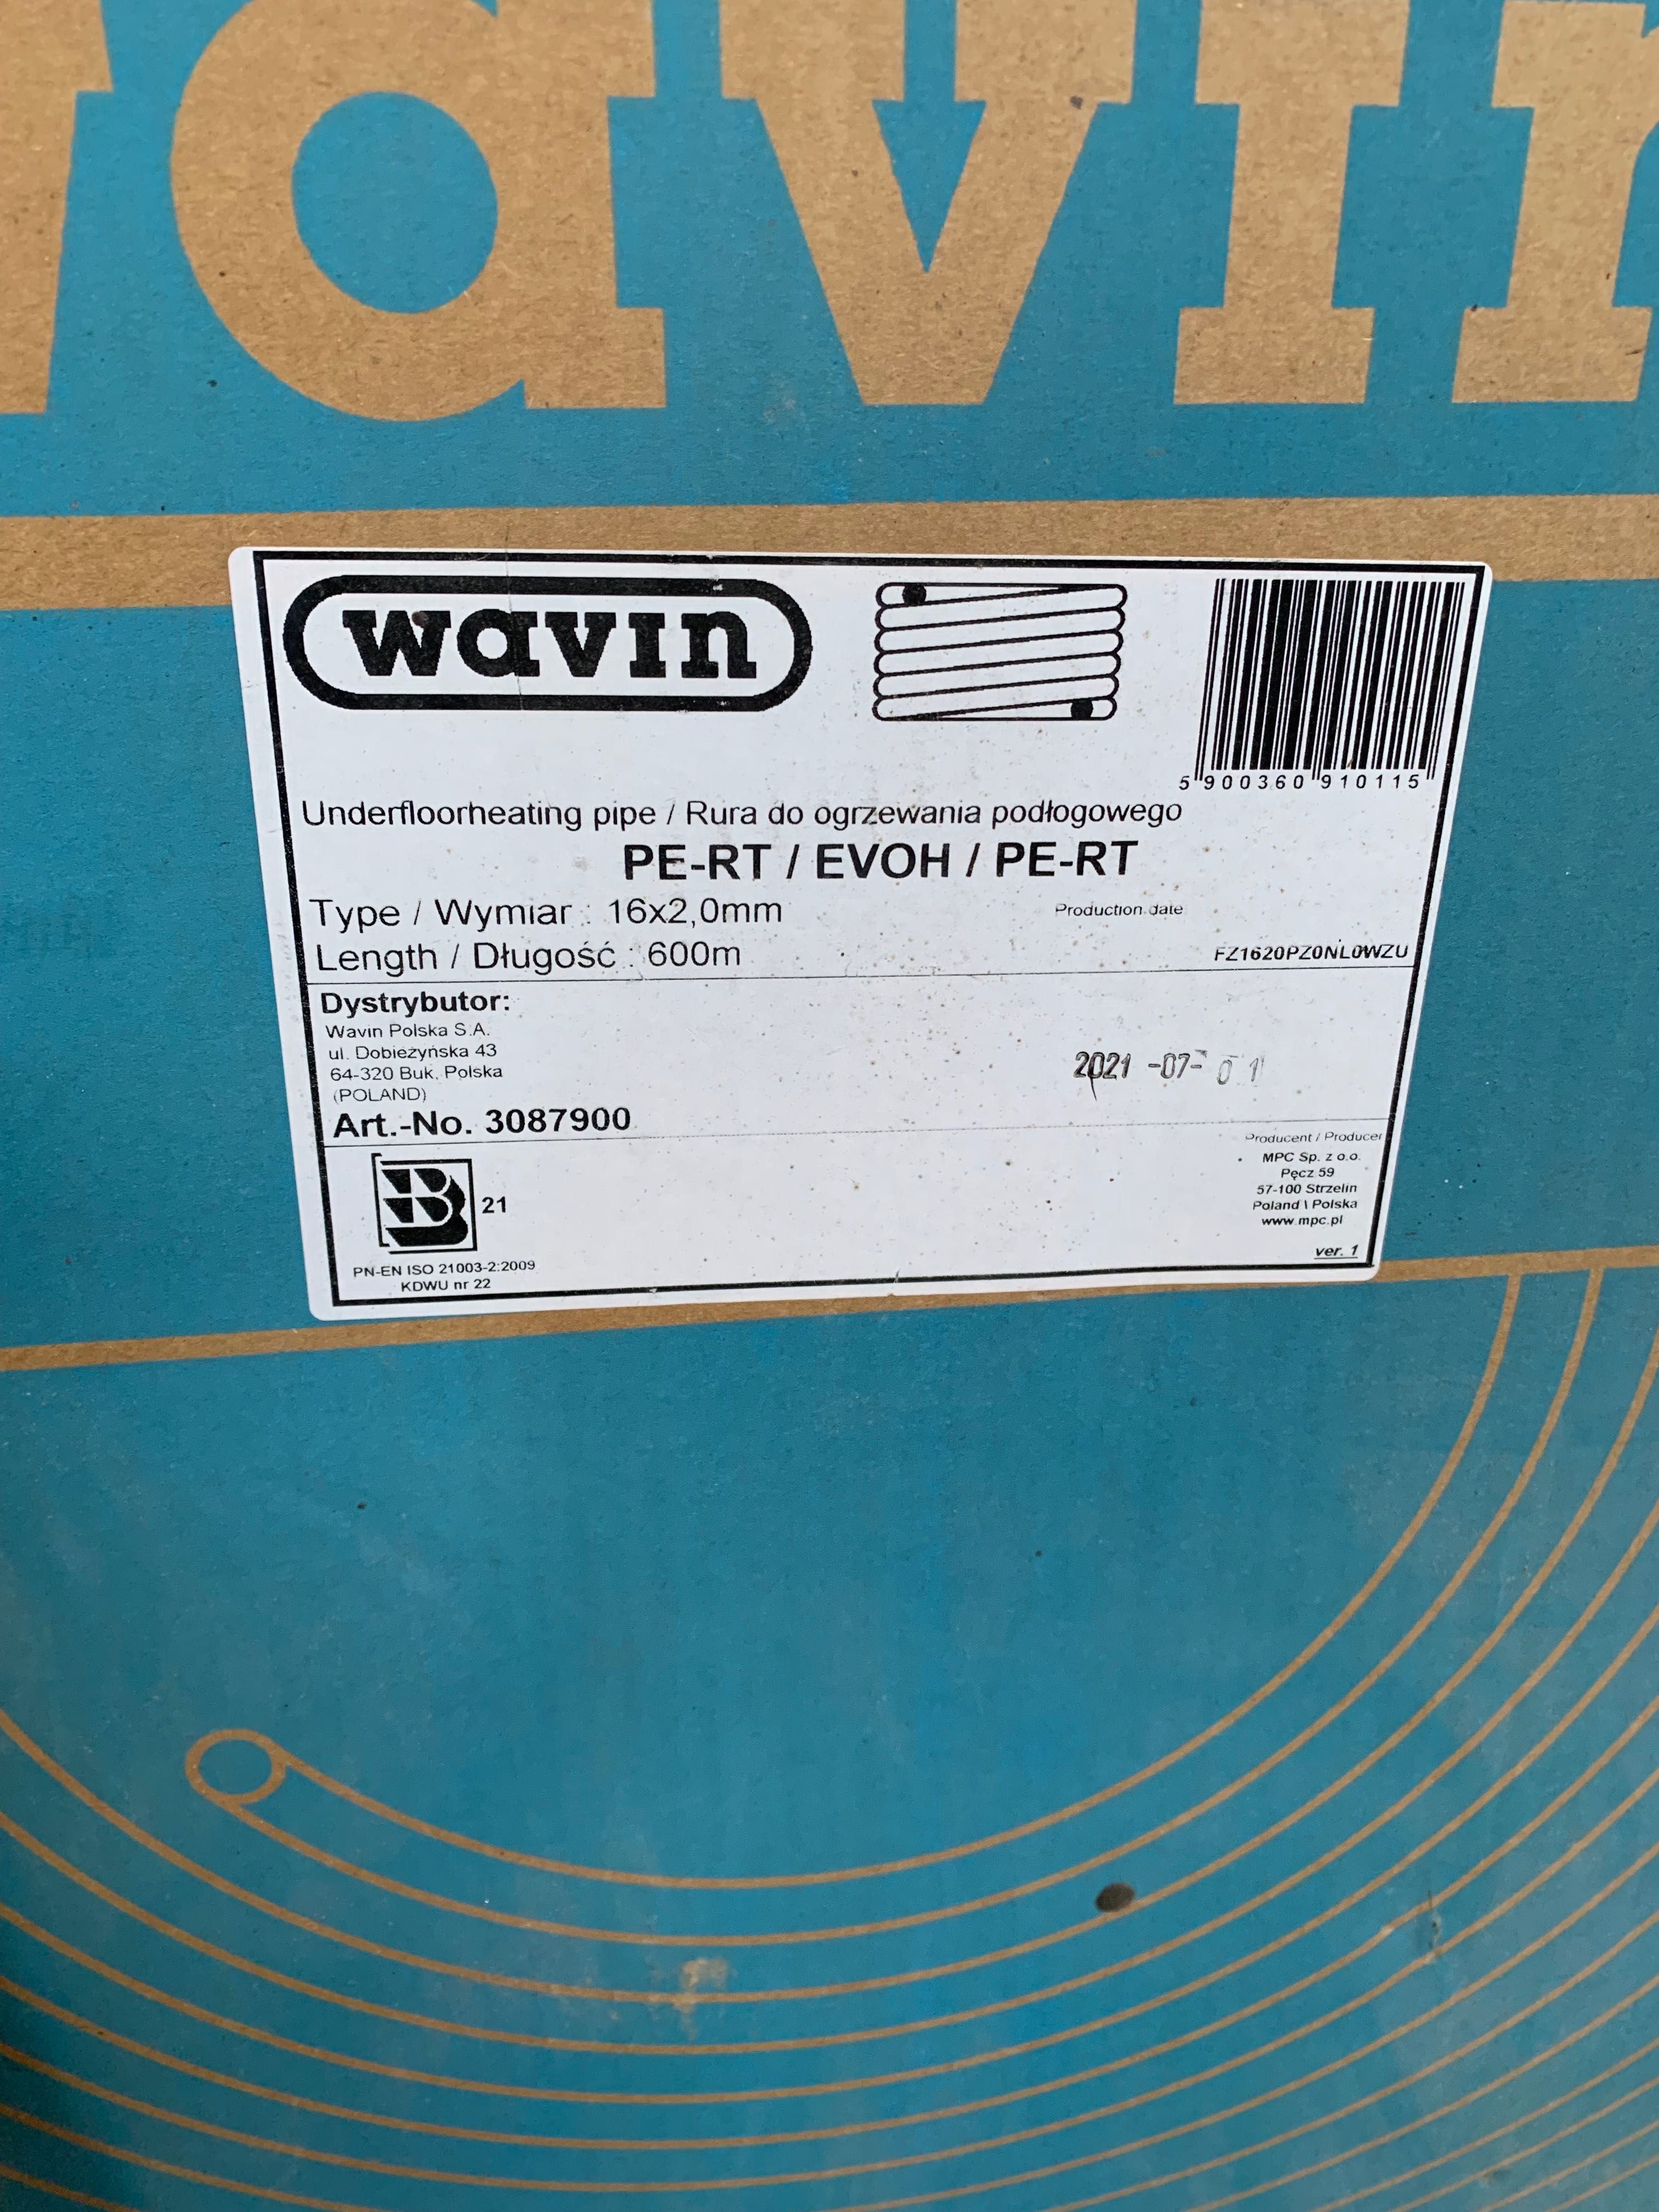 wavin
wavin
5 900360 910115
Underfloorheating pipe / Rura do ogrzewania podłogowego
PE-RT / EVOH / PE-RT
Type / Wymiar : 16x2,0mm
Production date
Length / Długość : 600m
FZ1620PZ0NL0WZU
Dystrybutor:
Wavin Polska S.A.
ul. Dobieżyńska 43
64-320 Buk, Polska
(POLAND)
2021 -07- 01
Art.-No. 3087900
Producent / Producer
MPC Sp. z o.o.
Pęcz 59
57-100 Strzelin
Poland \ Polska
www.mpc.pl
ver. 1
B 21
PN-EN ISO 21003-2:2009
KDWU nr 22